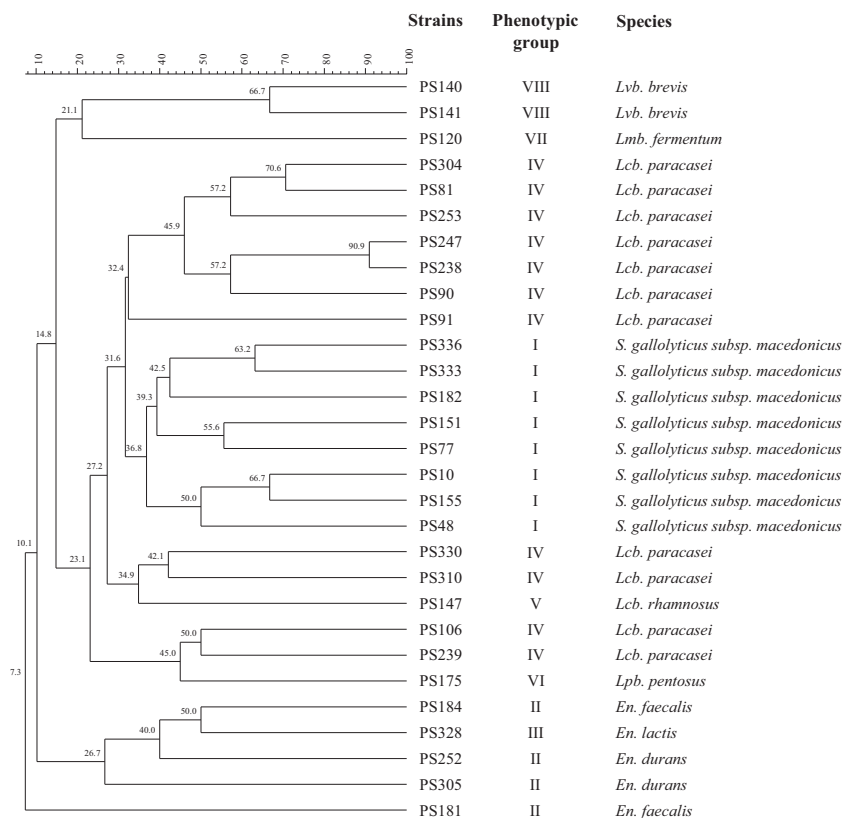 Strains Phenotypic group Species
10 20 30 40 50 60 70 80 90 100
PS140 VIII Lvb. brevis
66.7
PS141 VIII Lvb. brevis
21.1
PS120 VII Lmb. fermentum
PS304 IV Lcb. paracasei
70.6
PS81 IV Lcb. paracasei
57.2
PS253 IV Lcb. paracasei
45.9
PS247 IV Lcb. paracasei
90.9
PS238 IV Lcb. paracasei
57.2
32.4
PS90 IV Lcb. paracasei
PS91 IV Lcb. paracasei
14.8
PS336 I S. gallolyticus subsp. macedonicus
63.2
31.6
PS333 I S. gallolyticus subsp. macedonicus
42.5
PS182 I S. gallolyticus subsp. macedonicus
39.3
PS151 I S. gallolyticus subsp. macedonicus
55.6
PS77 I S. gallolyticus subsp. macedonicus
36.8
27.2
PS10 I S. gallolyticus subsp. macedonicus
66.7
PS155 I S. gallolyticus subsp. macedonicus
50.0
PS48 I S. gallolyticus subsp. macedonicus
10.1
PS330 IV Lcb. paracasei
42.1
23.1
PS310 IV Lcb. paracasei
34.9
PS147 V Lcb. rhamnosus
PS106 IV Lcb. paracasei
50.0
PS239 IV Lcb. paracasei
45.0
7.3
PS175 VI Lpb. pentosus
PS184 II En. faecalis
50.0
PS328 III En. lactis
40.0
PS252 II En. durans
26.7
PS305 II En. durans
PS181 II En. faecalis